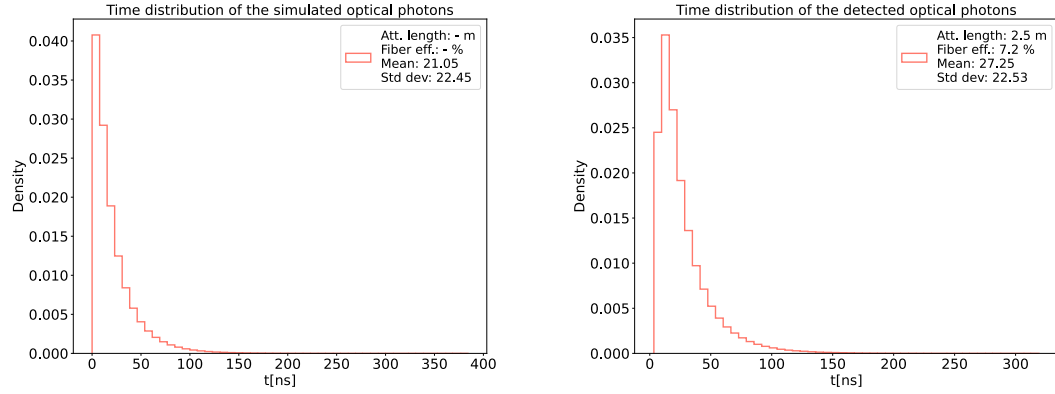 Time distribution of the simulated optical photons
Att. length: - m
Fiber eff.: - %
Mean: 21.05
Std dev: 22.45
0.040
0.035
0.030
0.025
0.020
0.015
0.010
0.005
0.000
Density
0 50 100 150 200 250 300 350 400
t[ns]
Time distribution of the detected optical photons
Att. length: 2.5 m
Fiber eff.: 7.2 %
Mean: 27.25
Std dev: 22.53
0.035
0.030
0.025
0.020
0.015
0.010
0.005
0.000
Density
0 50 100 150 200 250 300
t[ns]